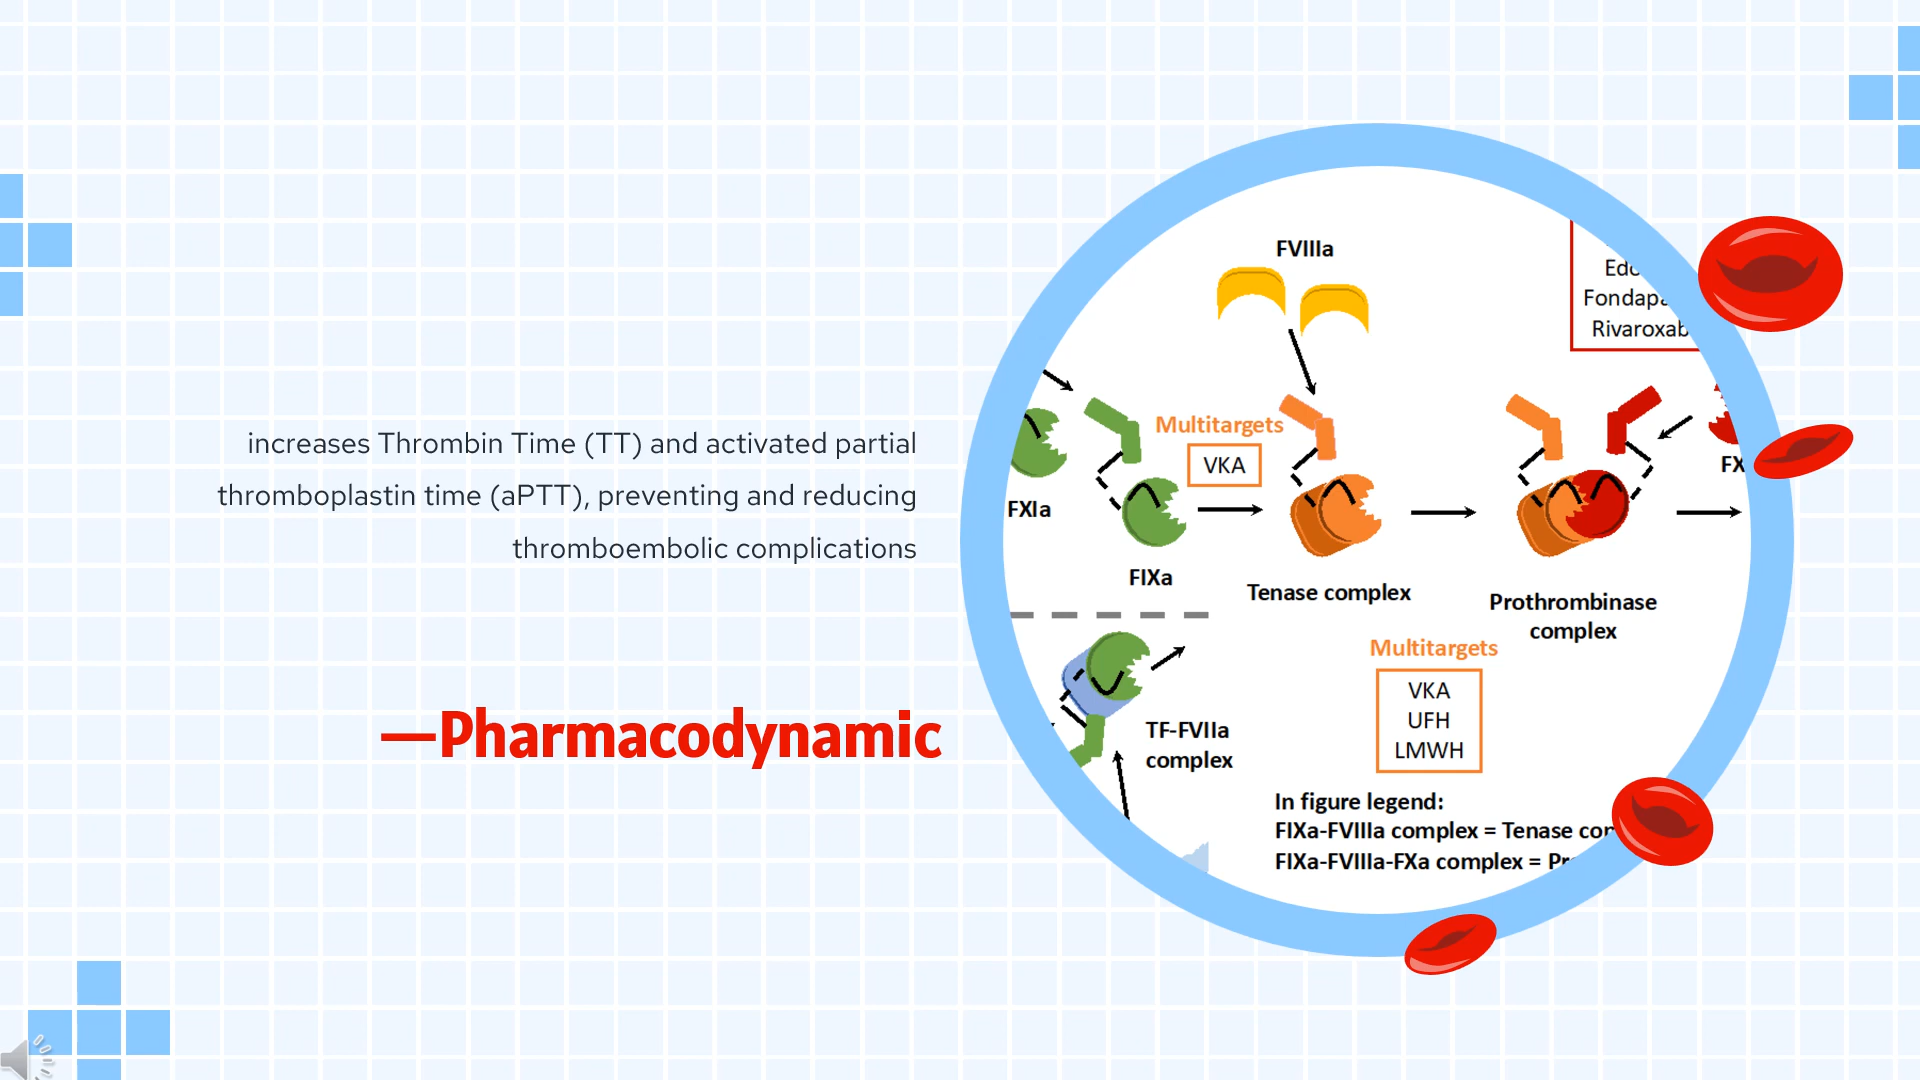 increases Thrombin Time (TT) and activated partial
thromboplastin time (aPTT), preventing and reducing
thromboembolic complications
—Pharmacodynamic
FVIIIa
Rivaroxab
Multitargets
VKA
FXIa
FIXa
Tenase complex
Prothrombinase
complex
Multitargets
VKA
UFH
LMWH
TF-FVIIa
complex
In figure legend:
FIXa-FVIIIa complex = Tenase
FIXa-FVIIIa-FXa complex =